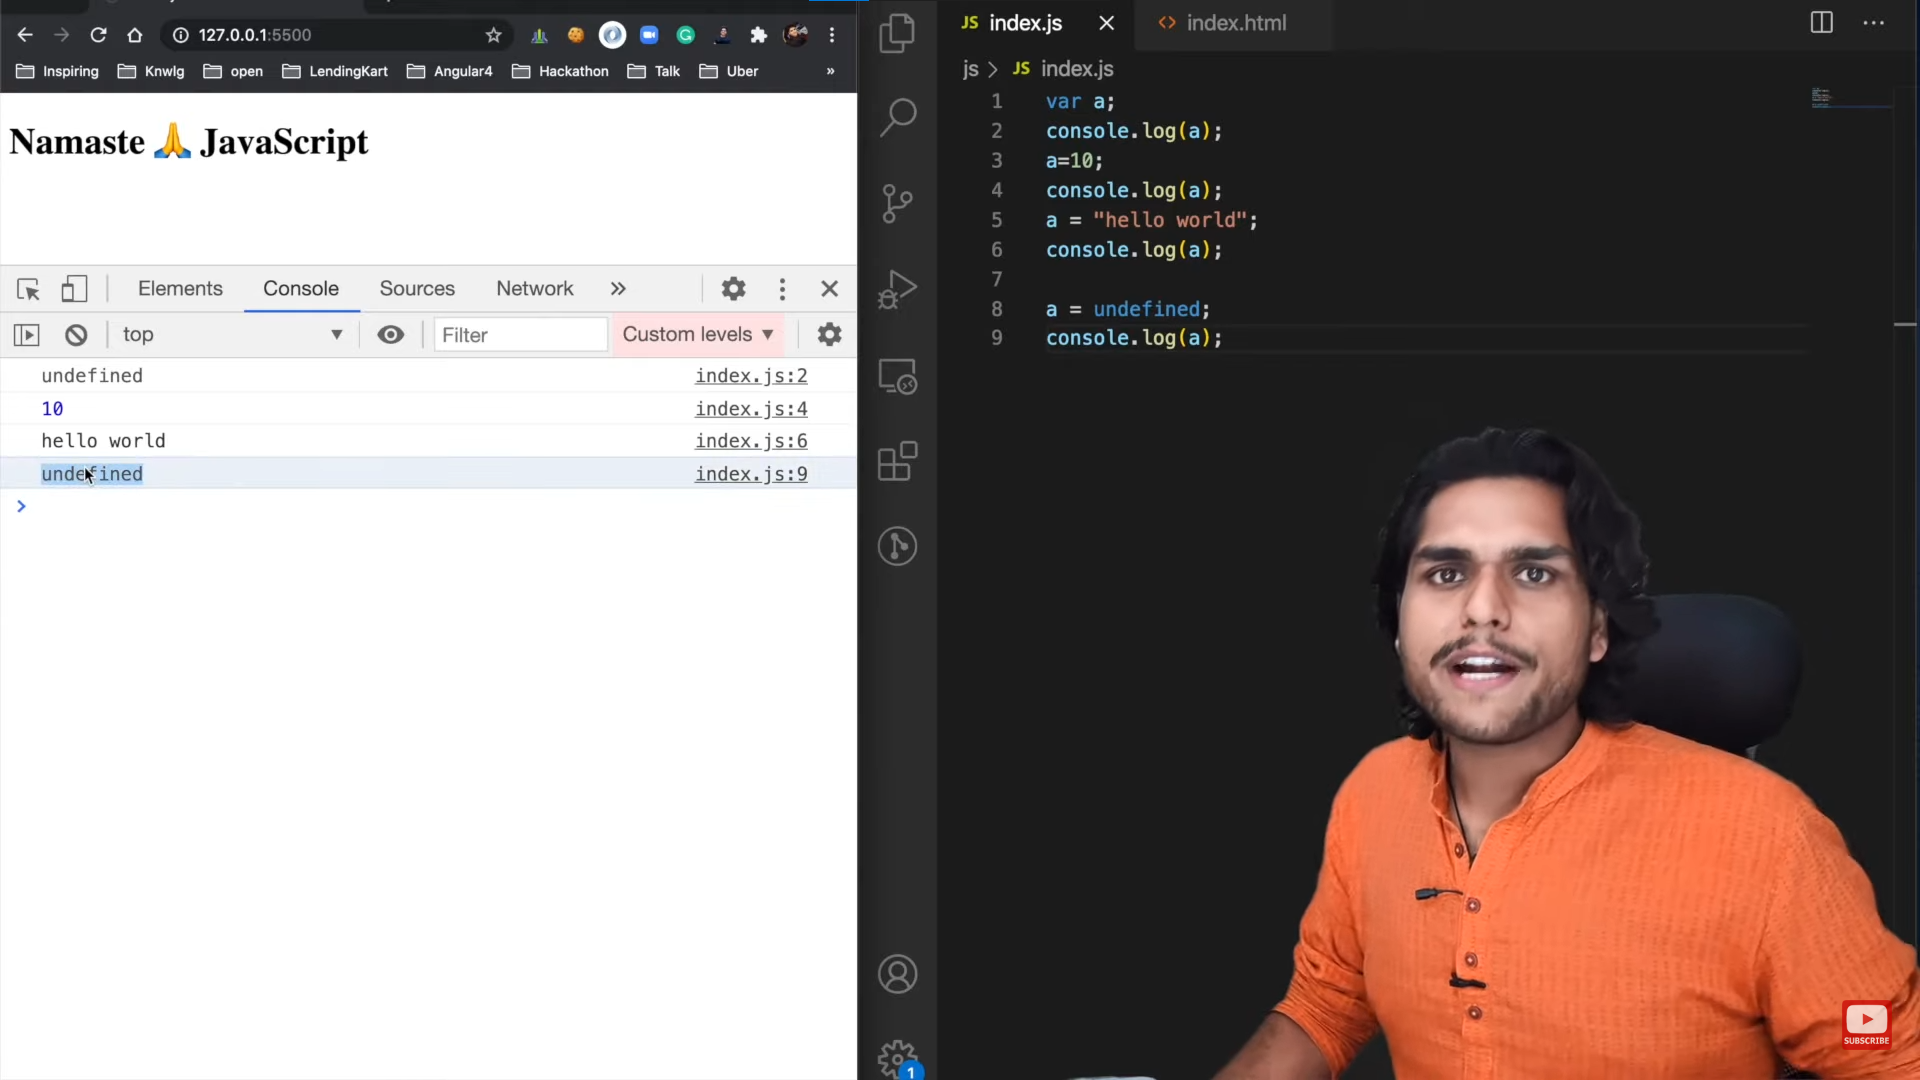 127.0.0.1:5500
Inspiring Knwlg open LendingKart Angular4 Hackathon Talk Uber »
Namaste 🙏 JavaScript
Elements Console Sources Network »
top Filter Custom levels ▼
undefined index.js:2
10 index.js:4
hello world index.js:6
undefined index.js:9
>
JS index.js index.html
js > JS index.js
1 var a;
2 console.log(a);
3 a=10;
4 console.log(a);
5 a = "hello world";
6 console.log(a);
7
8 a = undefined;
9 console.log(a);
1
SUBSCRIBE